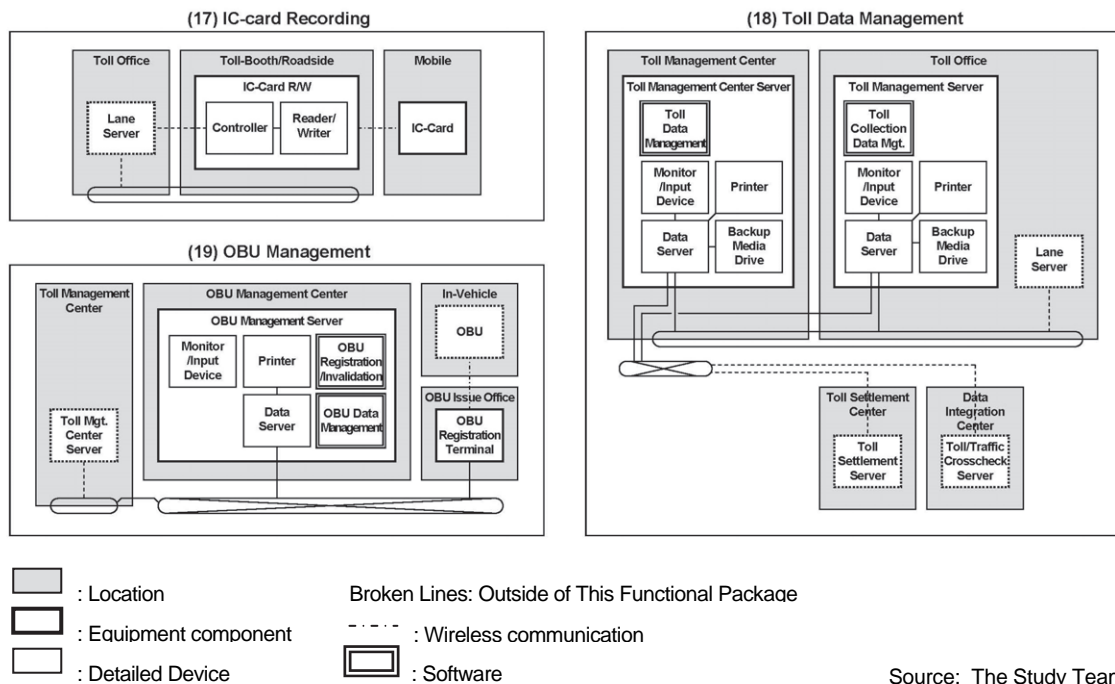 (17) IC-card Recording
Toll Office
Toll-Booth/Roadside
Mobile
IC-Card R/W
Lane
Server
Controller
Reader/
Writer
IC-Card
(18) Toll Data Management
Toll Management Center
Toll Office
Toll Management Center Server
Toll Management Server
Toll
Data
Management
Toll
Collection
Data Mgt.
Monitor
/Input
Device
Printer
Monitor
/Input
Device
Printer
Data
Server
Backup
Media
Drive
Data
Server
Backup
Media
Drive
Lane
Server
Toll Settlement
Center
Data
Integration
Center
Toll
Settlement
Server
Toll/Traffic
Crosscheck
Server
(19) OBU Management
Toll Management
Center
OBU Management Center
In-Vehicle
OBU Management Server
OBU
Monitor
/Input
Device
Printer
OBU
Registration
/Invalidation
OBU Issue Office
Toll Mgt.
Center
Server
Data
Server
OBU Data
Management
OBU
Registration
Terminal
: Location
Broken Lines: Outside of This Functional Package
: Equipment component
: Wireless communication
: Detailed Device
: Software
Source: The Study Team